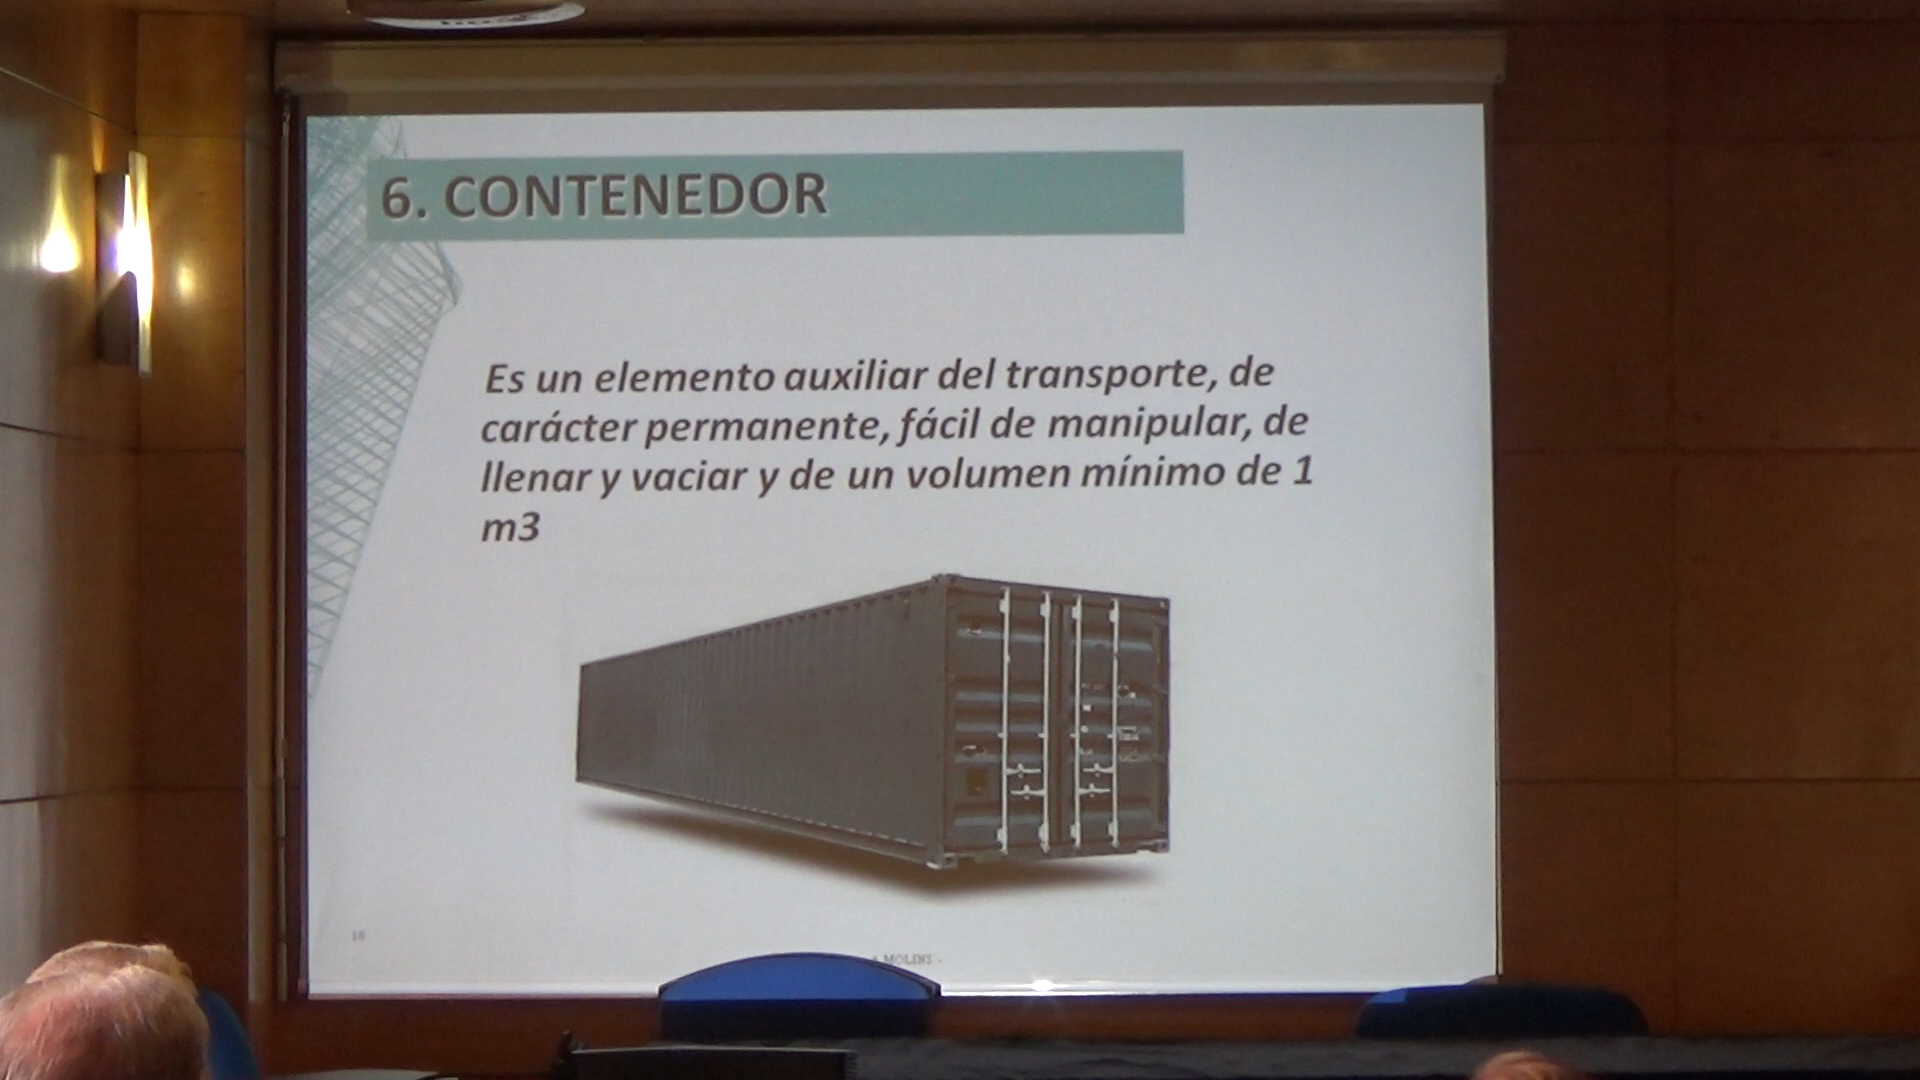 6. CONTENEDOR
Es un elemento auxiliar del transporte, de
carácter permanente, fácil de manipular, de
llenar y vaciar y de un volumen mínimo de 1
m3
A MOLINS -